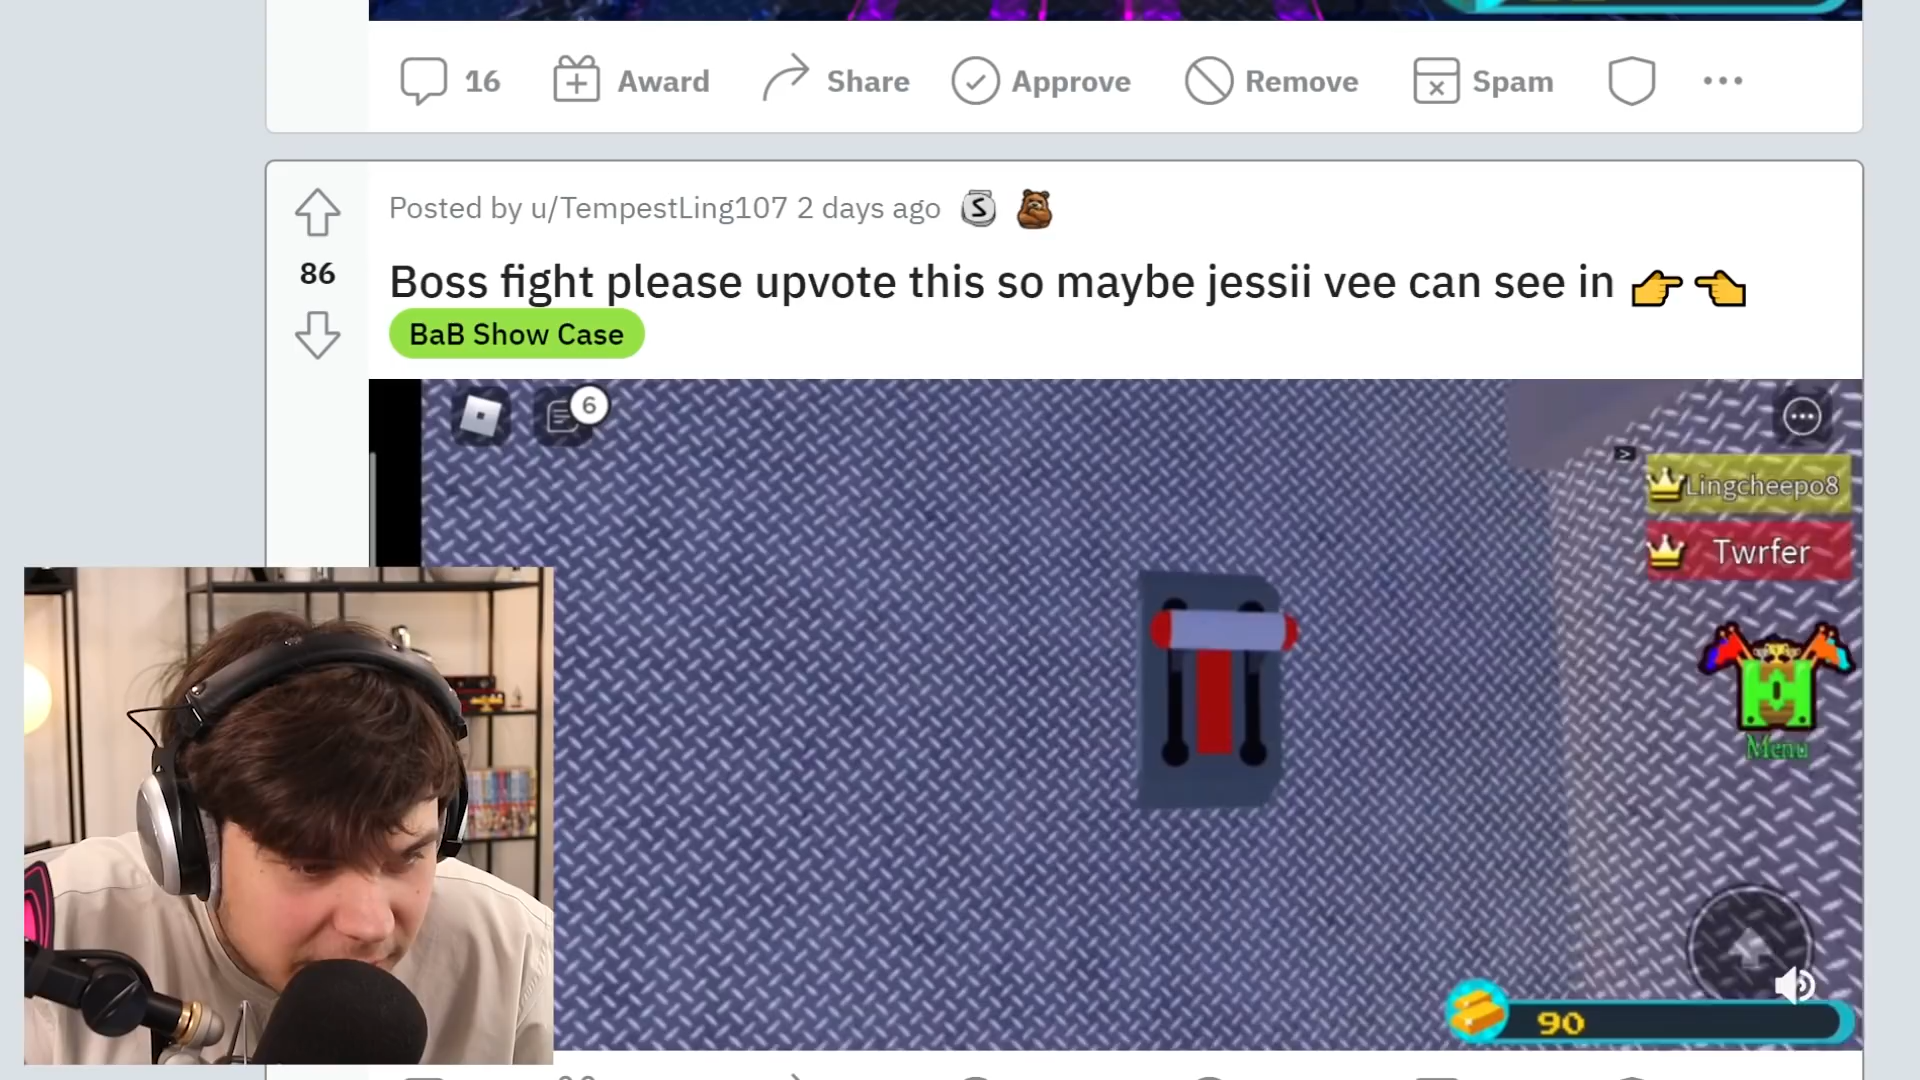 16 Award Share Approve Remove Spam
Posted by u/TempestLing107 2 days ago S
86
Boss fight please upvote this so maybe jessii vee can see in 👉 👈
BaB Show Case
6
>
Lingcheepo8
Twrfer
Menu
90